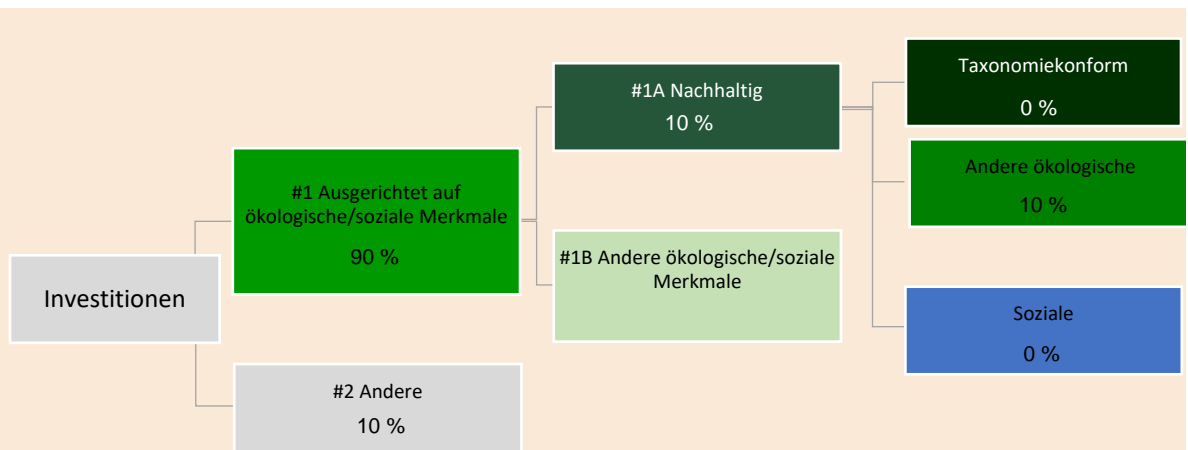 Investitionen
#1 Ausgerichtet auf
ökologische/soziale Merkmale
90 %
#2 Andere
10 %
#1A Nachhaltig
10 %
#1B Andere ökologische/soziale
Merkmale
Taxonomiekonform
0 %
Andere ökologische
10 %
Soziale
0 %